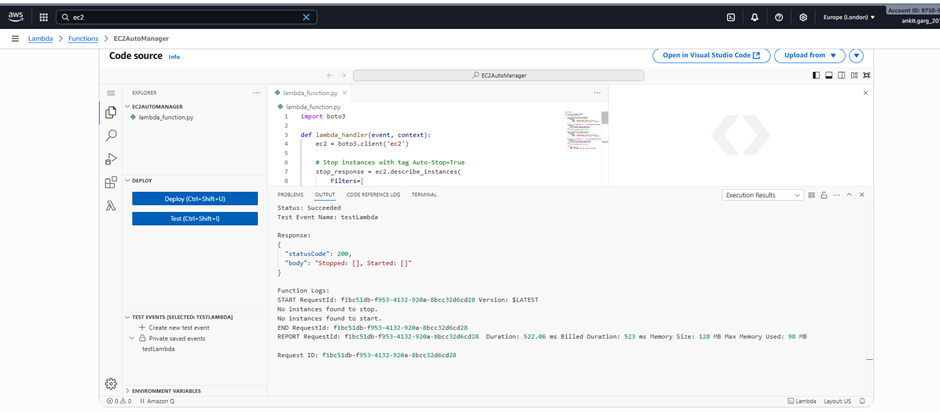 aws
ec2
Account ID: 9750-5
Europe (London)
ankit.garg_20
Lambda > Functions > EC2AutoManager
Code source Info
Open in Visual Studio Code
Upload from
EC2AutoManager
EXPLORER
lambda_function.py
EC2AUTOMANAGER
lambda_function.py
lambda_function.py
1 import boto3
2
3 def lambda_handler(event, context):
4 ec2 = boto3.client('ec2')
5
6 # Stop instances with tag Auto-Stop=True
7 stop_response = ec2.describe_instances(
8 Filters=[
DEPLOY
Deploy (Ctrl+Shift+U)
Test (Ctrl+Shift+I)
PROBLEMS OUTPUT CODE REFERENCE LOG TERMINAL
Execution Results
Status: Succeeded
Test Event Name: testLambda
Response:
{
"statusCode": 200,
"body": "Stopped: [], Started: []"
}
Function Logs:
START RequestId: f1bc51db-f953-4132-920a-8bcc32d6cd28 Version: $LATEST
No instances found to stop.
No instances found to start.
END RequestId: f1bc51db-f953-4132-920a-8bcc32d6cd28
REPORT RequestId: f1bc51db-f953-4132-920a-8bcc32d6cd28 Duration: 522.06 ms Billed Duration: 523 ms Memory Size: 128 MB Max Memory Used: 98 MB
Request ID: f1bc51db-f953-4132-920a-8bcc32d6cd28
TEST EVENTS [SELECTED: TESTLAMBDA]
Create new test event
Private saved events
testLambda
ENVIRONMENT VARIABLES
0 0 Amazon Q
Lambda Layout: US